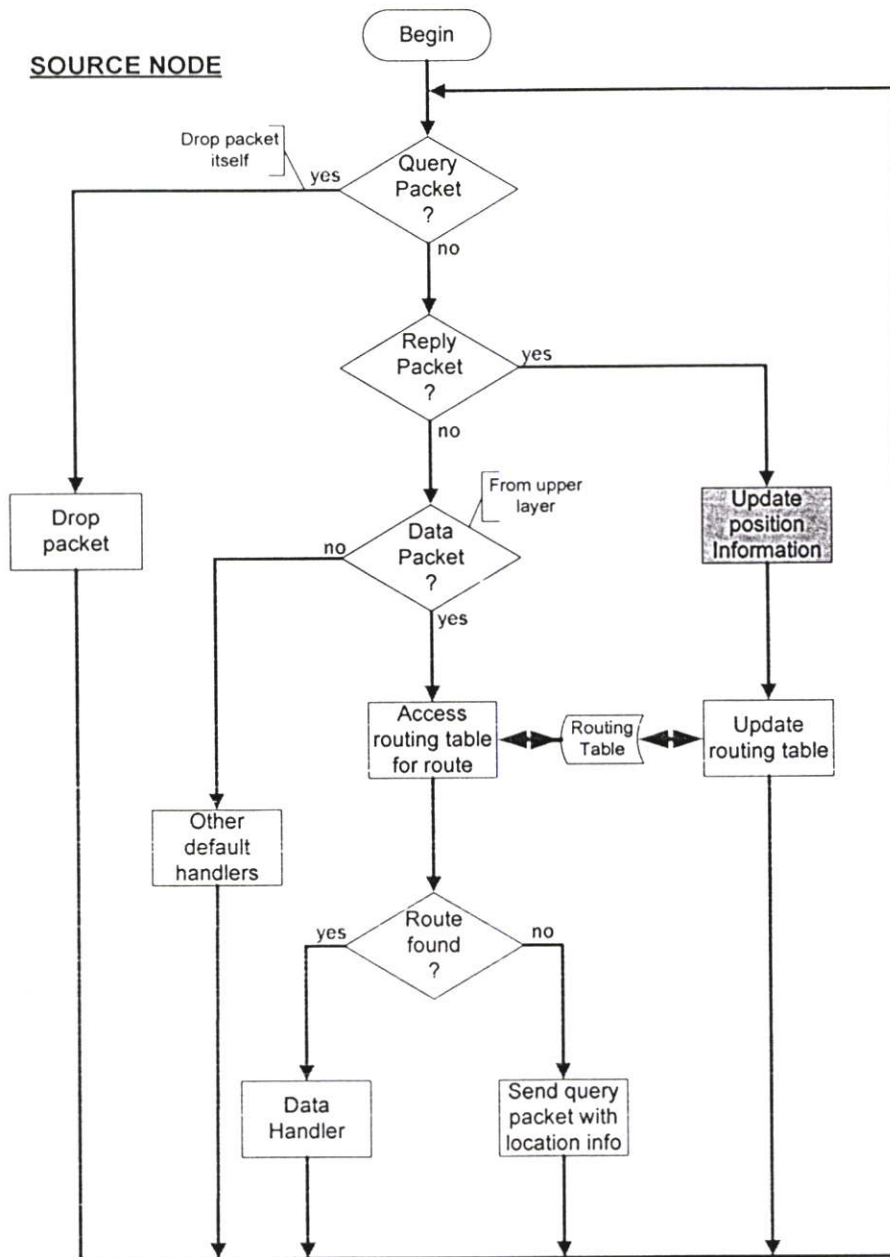 Begin
SOURCE NODE
Drop packet
itself
yes
Query
Packet
?
no
Reply
Packet
?
yes
no
From upper
layer
Update
position
Information
Drop
packet
Data
Packet
?
no
yes
Access
routing table
for route
Routing
Table
Update
routing table
Other
default
handlers
Route
found
?
yes
no
Data
Handler
Send query
packet with
location info